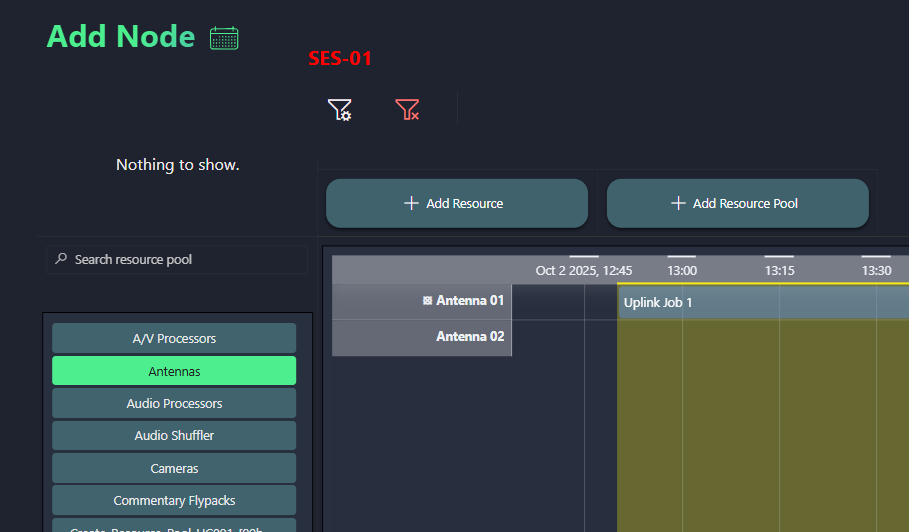 Add Node
SES-01
Nothing to show.
Add Resource
Add Resource Pool
Search resource pool
Oct 2 2025, 12:45
13:00
13:15
13:30
Antenna 01
Uplink Job 1
Antenna 02
A/V Processors
Antennas
Audio Processors
Audio Shuffler
Cameras
Commentary Flypacks